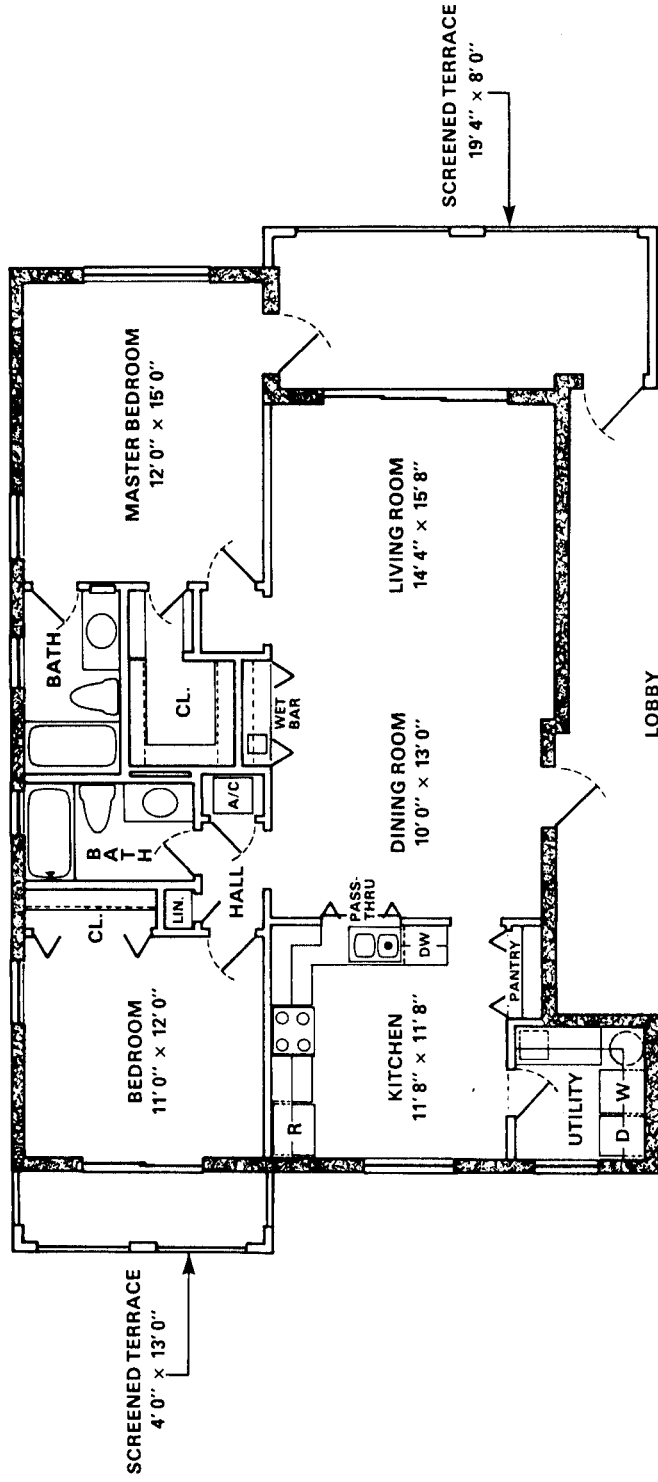 SCREENED TERRACE
4'0" × 13'0"
BEDROOM
11'0" × 12'0"
CL.
BATH
LIN.
HALL
A/C
BATH
CL.
MASTER BEDROOM
12'0" × 15'0"
WET
BAR
R
KITCHEN
11'8" × 11'8"
PASS-
THRU
DW
PANTRY
DINING ROOM
10'0" × 13'0"
LIVING ROOM
14'4" × 15'8"
SCREENED TERRACE
19'4" × 8'0"
UTILITY
D
W
LOBBY